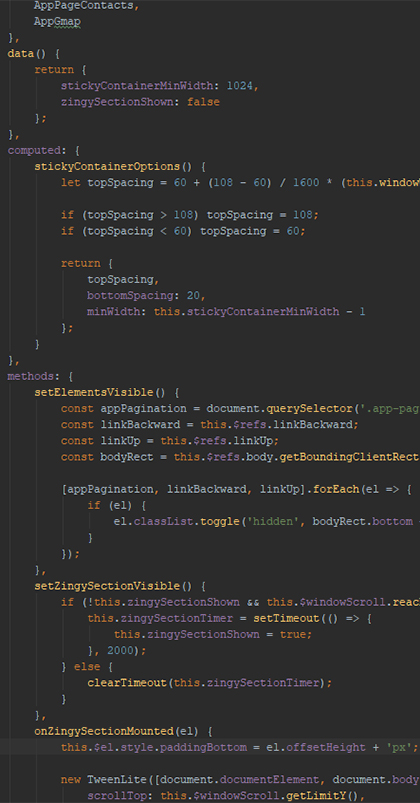 AppPageContacts,
AppGmap
},
data() {
return {
stickyContainerMinWidth: 1024,
zingySectionShown: false
};
},
computed: {
stickyContainerOptions() {
let topSpacing = 60 + (108 - 60) / 1600 * (this.window
if (topSpacing > 108) topSpacing = 108;
if (topSpacing < 60) topSpacing = 60;
return {
topSpacing,
bottomSpacing: 20,
minWidth: this.stickyContainerMinWidth - 1
};
}
},
methods: {
setElementsVisible() {
const appPagination = document.querySelector('.app-pag
const linkBackward = this.$refs.linkBackward;
const linkUp = this.$refs.linkUp;
const bodyRect = this.$refs.body.getBoundingClientRect
[appPagination, linkBackward, linkUp].forEach(el => {
if (el) {
el.classList.toggle('hidden', bodyRect.bottom
}
});
},
setZingySectionVisible() {
if (!this.zingySectionShown && this.$windowScroll.reac
this.zingySectionTimer = setTimeout(() => {
this.zingySectionShown = true;
}, 2000);
} else {
clearTimeout(this.zingySectionTimer);
}
},
onZingySectionMounted(el) {
this.$el.style.paddingBottom = el.offsetHeight + 'px';
new TweenLite([document.documentElement, document.body
scrollTop: this.$windowScroll.getLimitY(),